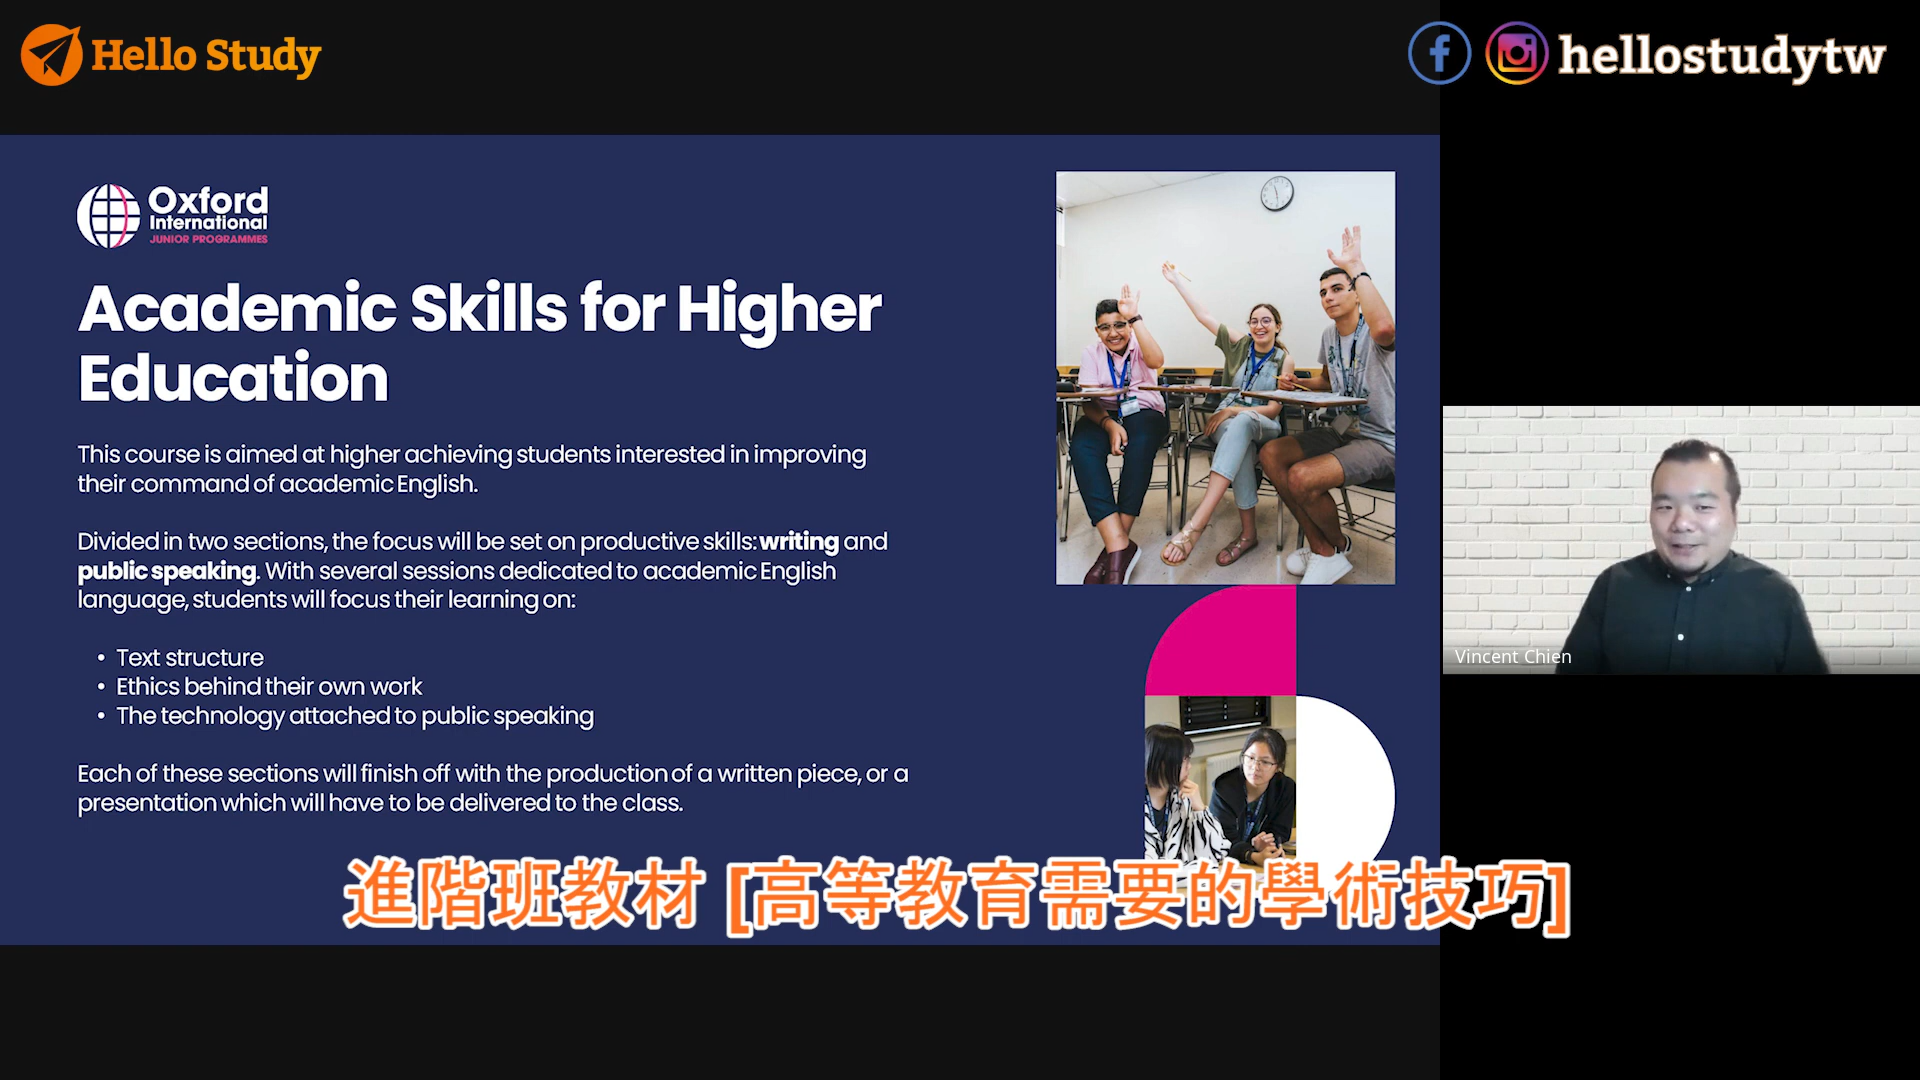 Hello Study
hellostudytw
Oxford
International
JUNIOR PROGRAMMES
Academic Skills for Higher
Education
This course is aimed at higher achieving students interested in improving
their command of academic English.
Divided in two sections, the focus will be set on productive skills: writing and
public speaking. With several sessions dedicated to academic English
language, students will focus their learning on:
• Text structure
• Ethics behind their own work
• The technology attached to public speaking
Each of these sections will finish off with the production of a written piece, or a
presentation which will have to be delivered to the class.
Vincent Chien
進階班教材 [高等教育需要的學術技巧]